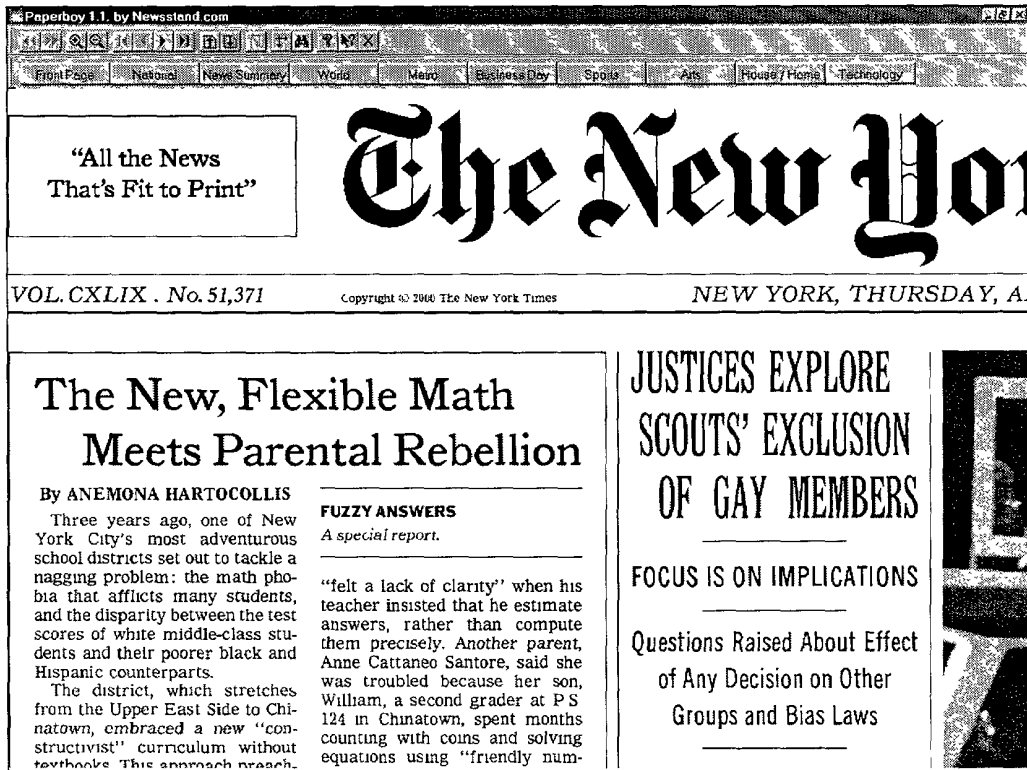 Paperboy 1.1. by Newsstand.com
Front Page National News Summary World Metro Business Day Sports Arts House / Home Technology
“All the News
That’s Fit to Print”
The New Yor
VOL. CXLIX . No. 51,371
Copyright © 2000 The New York Times
NEW YORK, THURSDAY, A
The New, Flexible Math
Meets Parental Rebellion
By ANEMONA HARTOCOLLIS
Three years ago, one of New
York City’s most adventurous
school districts set out to tackle a
nagging problem: the math pho-
bia that afflicts many students,
and the disparity between the test
scores of white middle-class stu-
dents and their poorer black and
Hispanic counterparts.
The district, which stretches
from the Upper East Side to Chi-
natown, embraced a new “con-
structivist” curriculum without
textbooks. This approach preach-
FUZZY ANSWERS
A special report.
“felt a lack of clarity” when his
teacher insisted that he estimate
answers, rather than compute
them precisely. Another parent,
Anne Cattaneo Santore, said she
was troubled because her son,
William, a second grader at P S
124 in Chinatown, spent months
counting with coins and solving
equations using “friendly num-
JUSTICES EXPLORE
SCOUTS’ EXCLUSION
OF GAY MEMBERS
FOCUS IS ON IMPLICATIONS
Questions Raised About Effect
of Any Decision on Other
Groups and Bias Laws